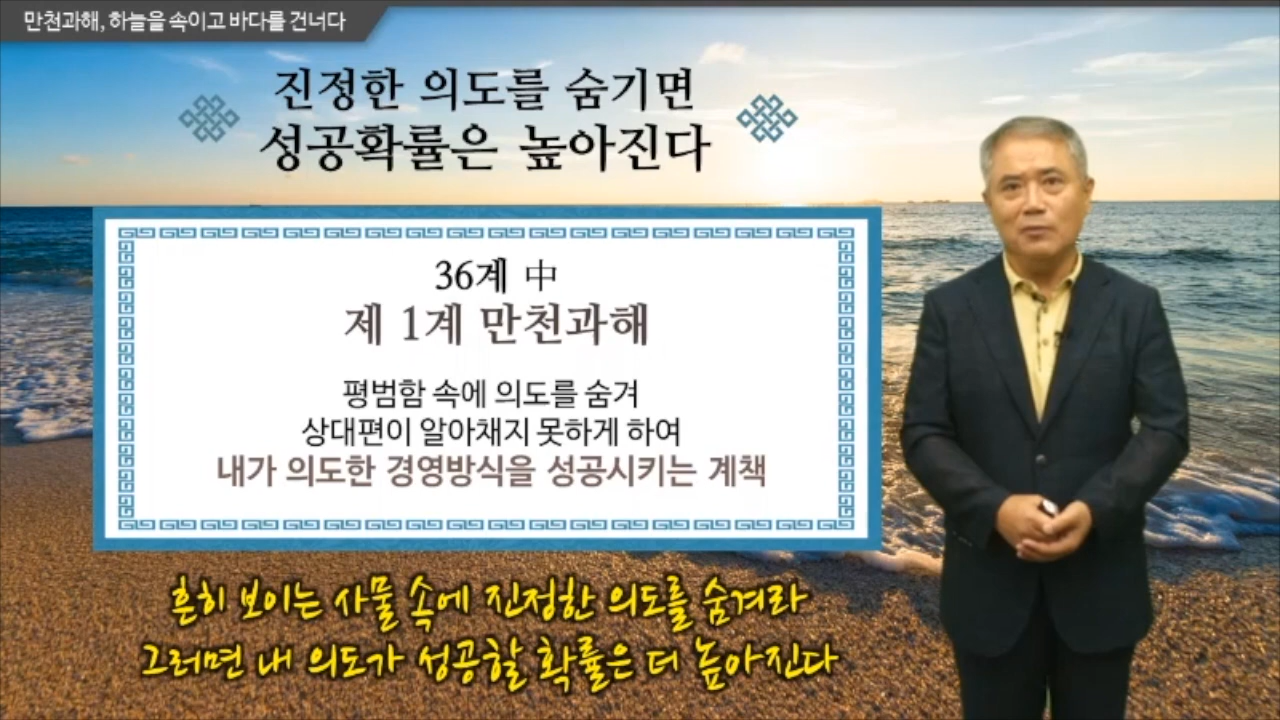 만천과해, 하늘을 속이고 바다를 건너다
진정한 의도를 숨기면
성공확률은 높아진다
36계 中
제 1계 만천과해
평범함 속에 의도를 숨겨
상대편이 알아채지 못하게 하여
내가 의도한 경영방식을 성공시키는 계책
흔히 보이는 사물 속에 진정한 의도를 숨겨라
그러면 내 의도가 성공할 확률은 더 높아진다